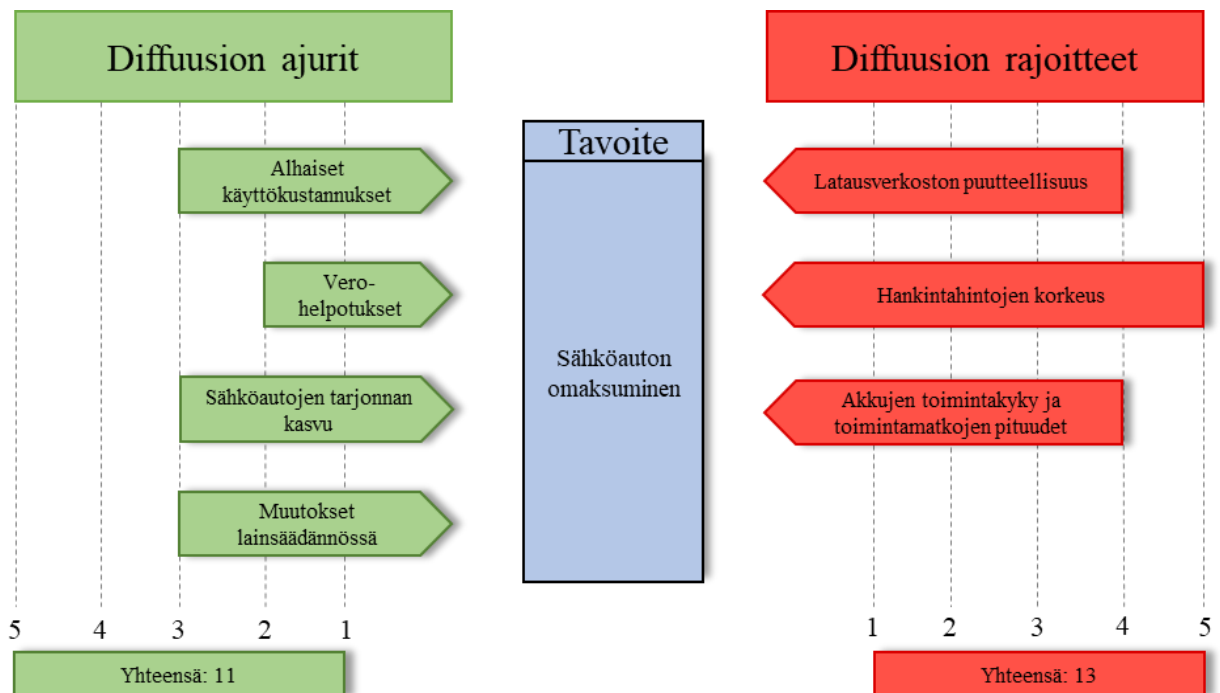 Diffuusion ajurit
Alhaiset
käyttökustannukset
Vero-
helpotukset
Sähköautojen tarjonnan
kasvu
Muutokset
lainsäädännössä
5 4 3 2 1
Yhteensä: 11
Tavoite
Sähköauton
omaksuminen
Diffuusion rajoitteet
Latausverkoston puutteellisuus
Hankintahintojen korkeus
Akkujen toimintakyky ja
toimintamatkojen pituudet
1 2 3 4 5
Yhteensä: 13